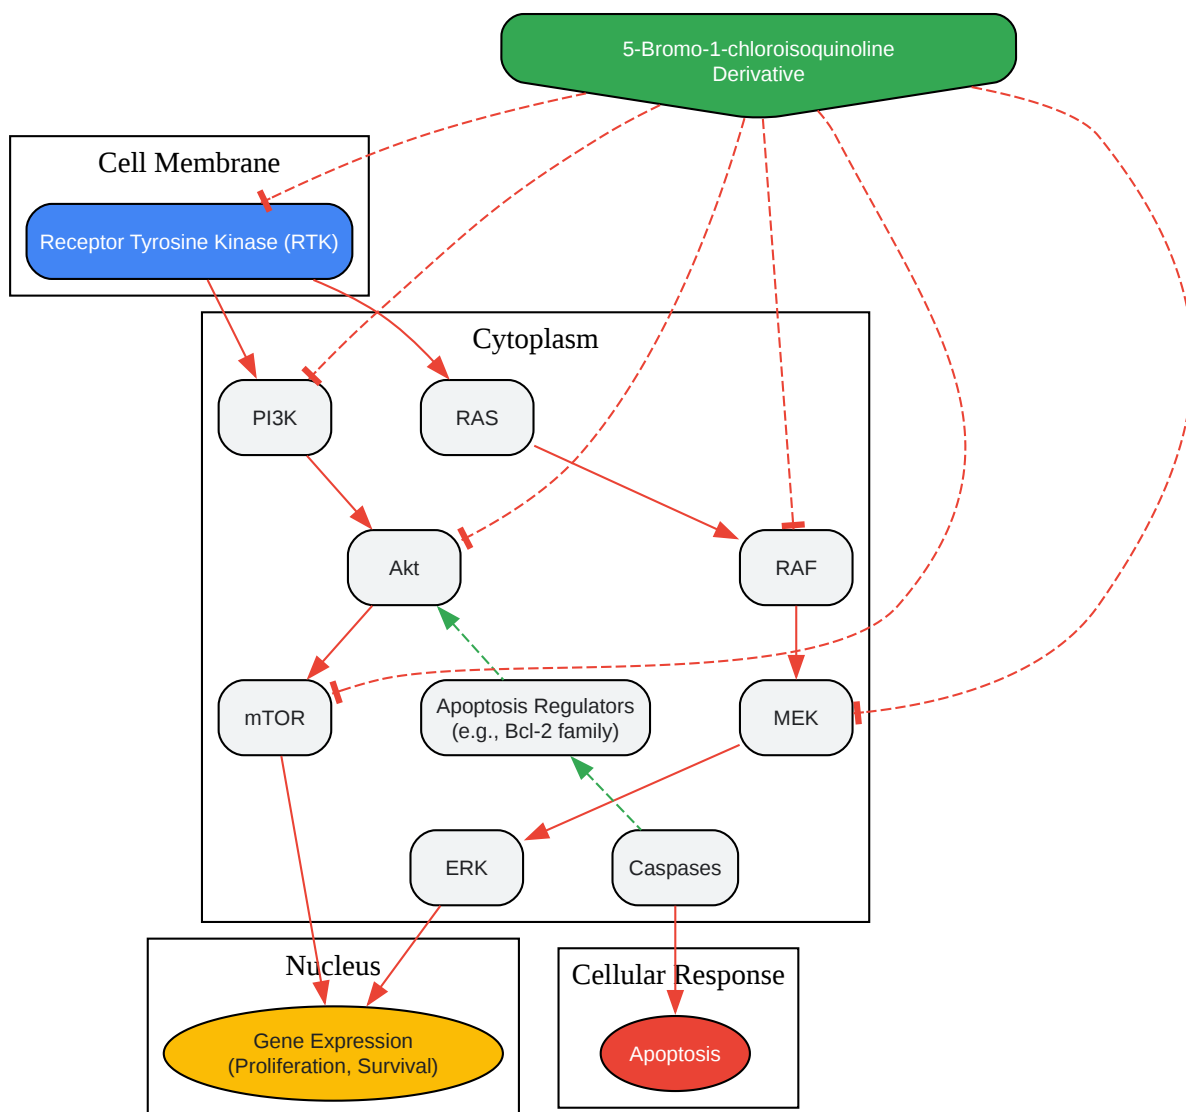 5-Bromo-1-chloroisoquinoline
Derivative
Cell Membrane
Receptor Tyrosine Kinase (RTK)
Cytoplasm
PI3K
RAS
Akt
RAF
mTOR
Apoptosis Regulators
(e.g., Bcl-2 family)
MEK
ERK
Caspases
Nucleus
Cellular Response
Gene Expression
(Proliferation, Survival)
Apoptosis